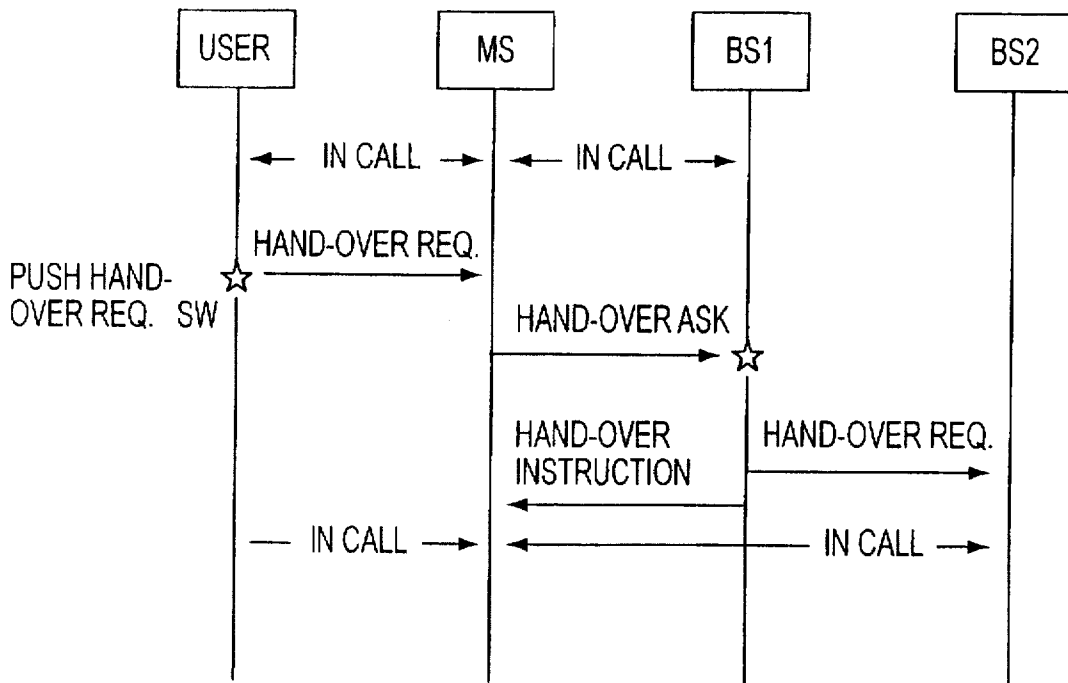 USER MS BS1 BS2
IN CALL IN CALL
HAND-OVER REQ.
PUSH HAND-
OVER REQ. SW
HAND-OVER ASK
HAND-OVER
INSTRUCTION
HAND-OVER REQ.
IN CALL IN CALL